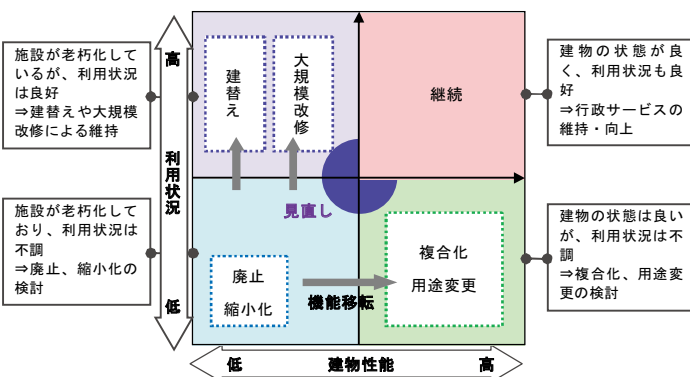 施設が老朽化して
いるが、利用状況
は良好
⇒建替えや大規模
改修による維持
高
利用状況
低
建替え
大規模改修
継続
建物の状態が良
く、利用状況も良
好
⇒行政サービスの
維持・向上
施設が老朽化して
おり、利用状況は
不調
⇒廃止、縮小化の
検討
見直し
廃止
縮小化
機能移転
複合化
用途変更
建物の状態は良い
が、利用状況は不
調
⇒複合化、用途変
更の検討
低
建物性能
高